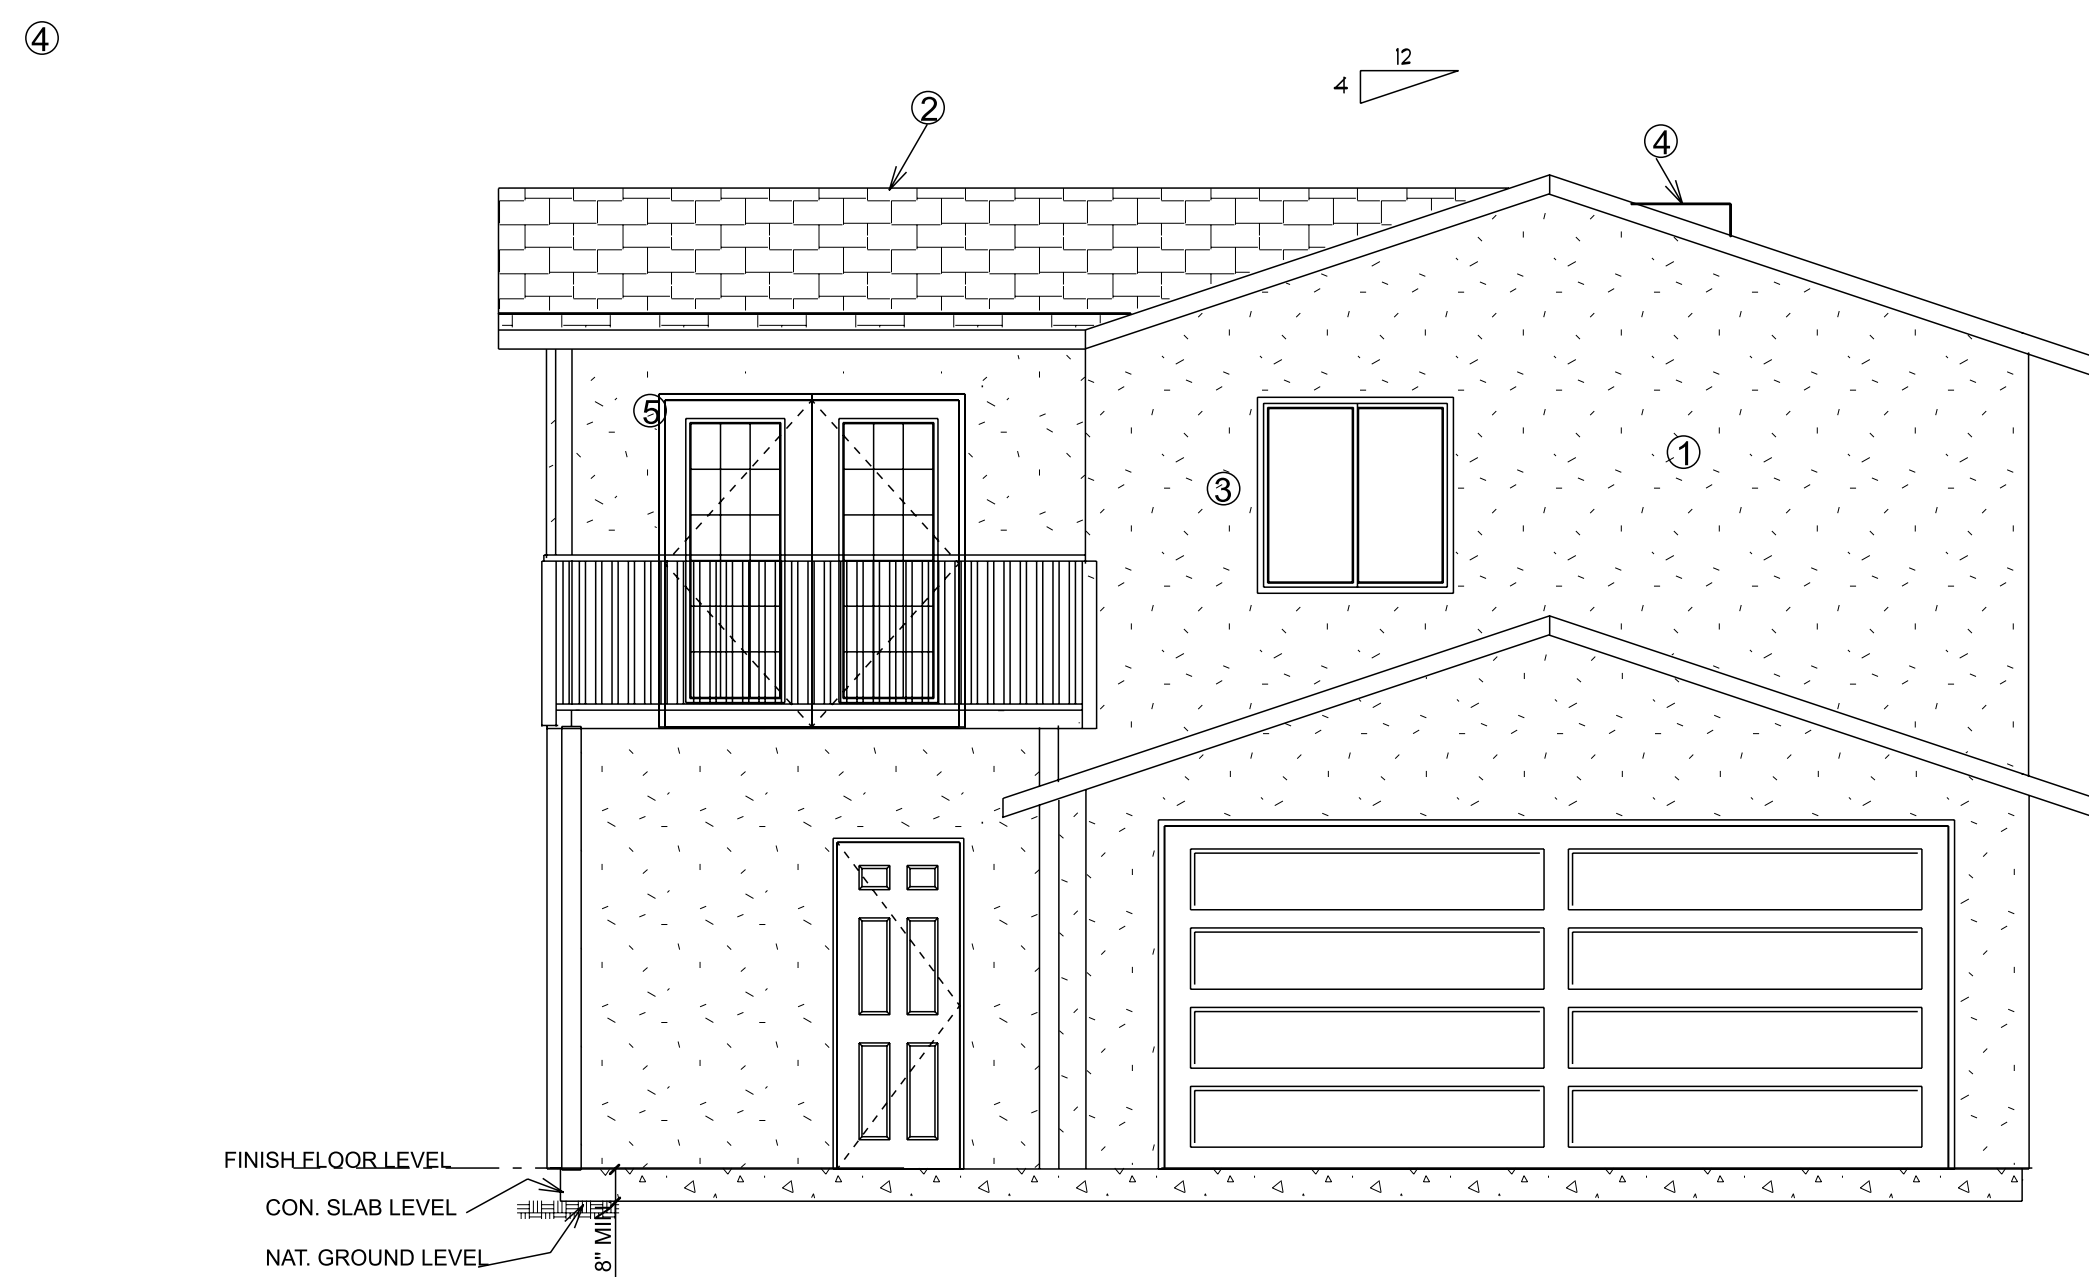 ④
12
4
②
④
⑤
①
③
FINISH FLOOR LEVEL
CON. SLAB LEVEL
NAT. GROUND LEVEL
8" MIN